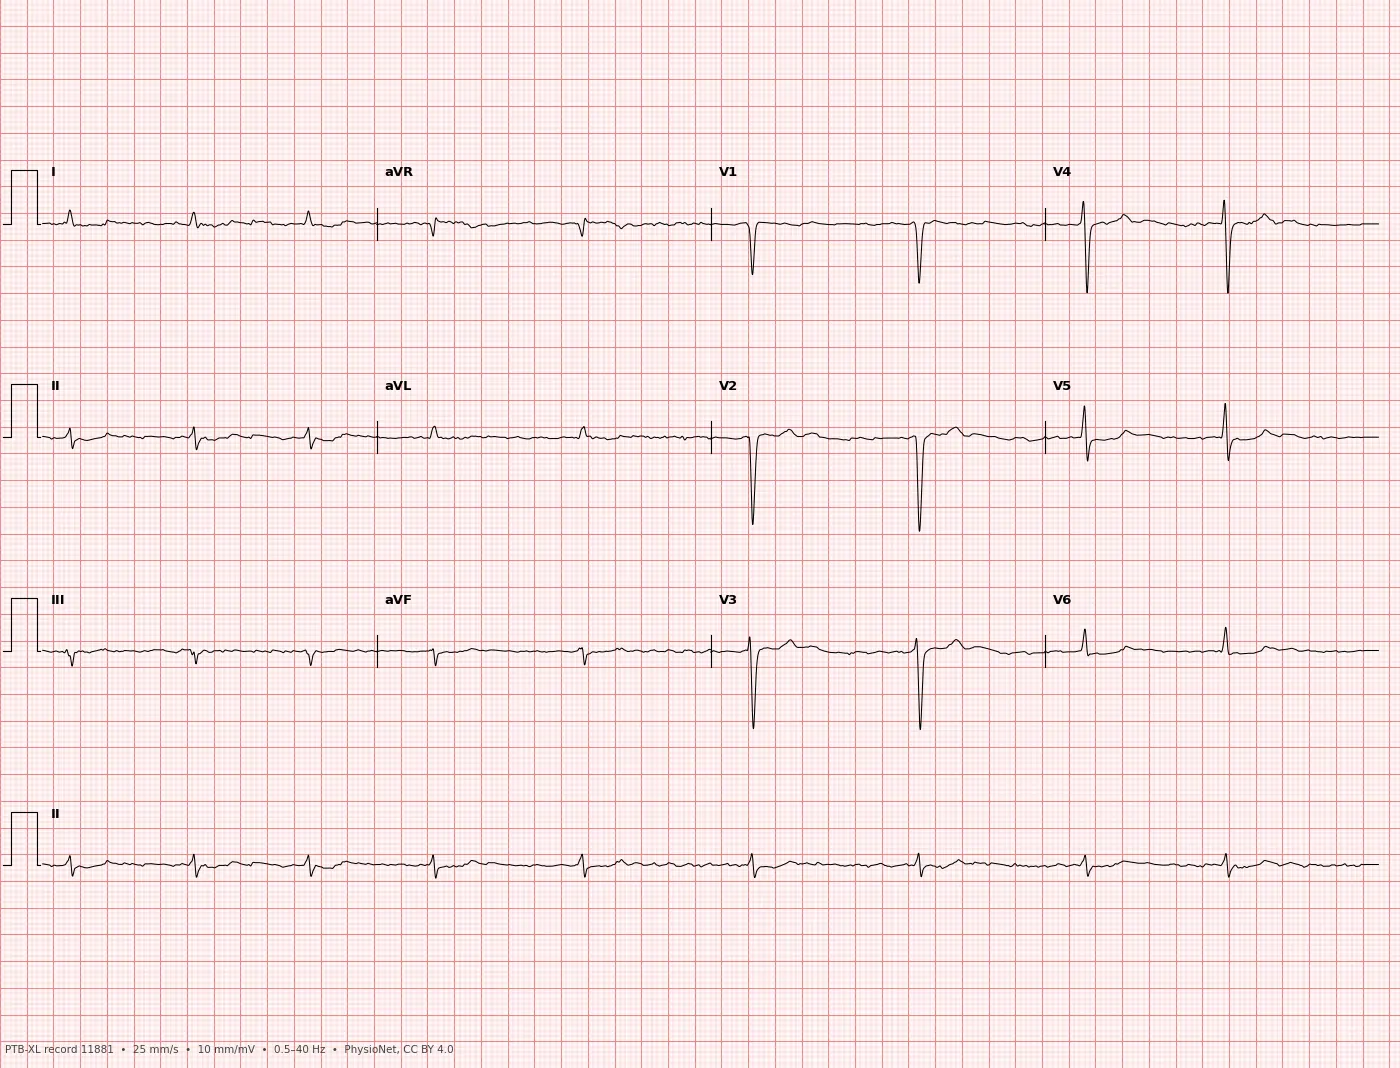 I aVR V1 V4
II aVL V2 V5
III aVF V3 V6
II
PTB-XL record 11881 • 25 mm/s • 10 mm/mV • 0.5–40 Hz • PhysioNet, CC BY 4.0